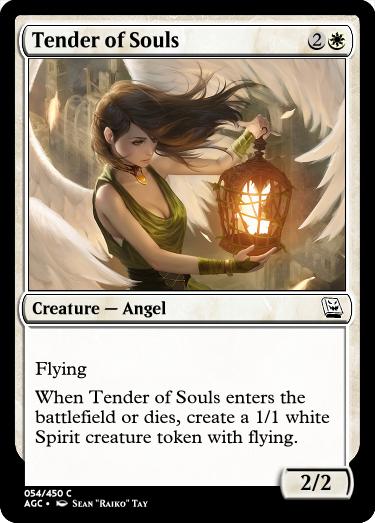 Tender of Souls 2
Creature — Angel
Flying
When Tender of Souls enters the
battlefield or dies, create a 1/1 white
Spirit creature token with flying.
2/2
054/450 C
AGC • Sean "Raiko" Tay